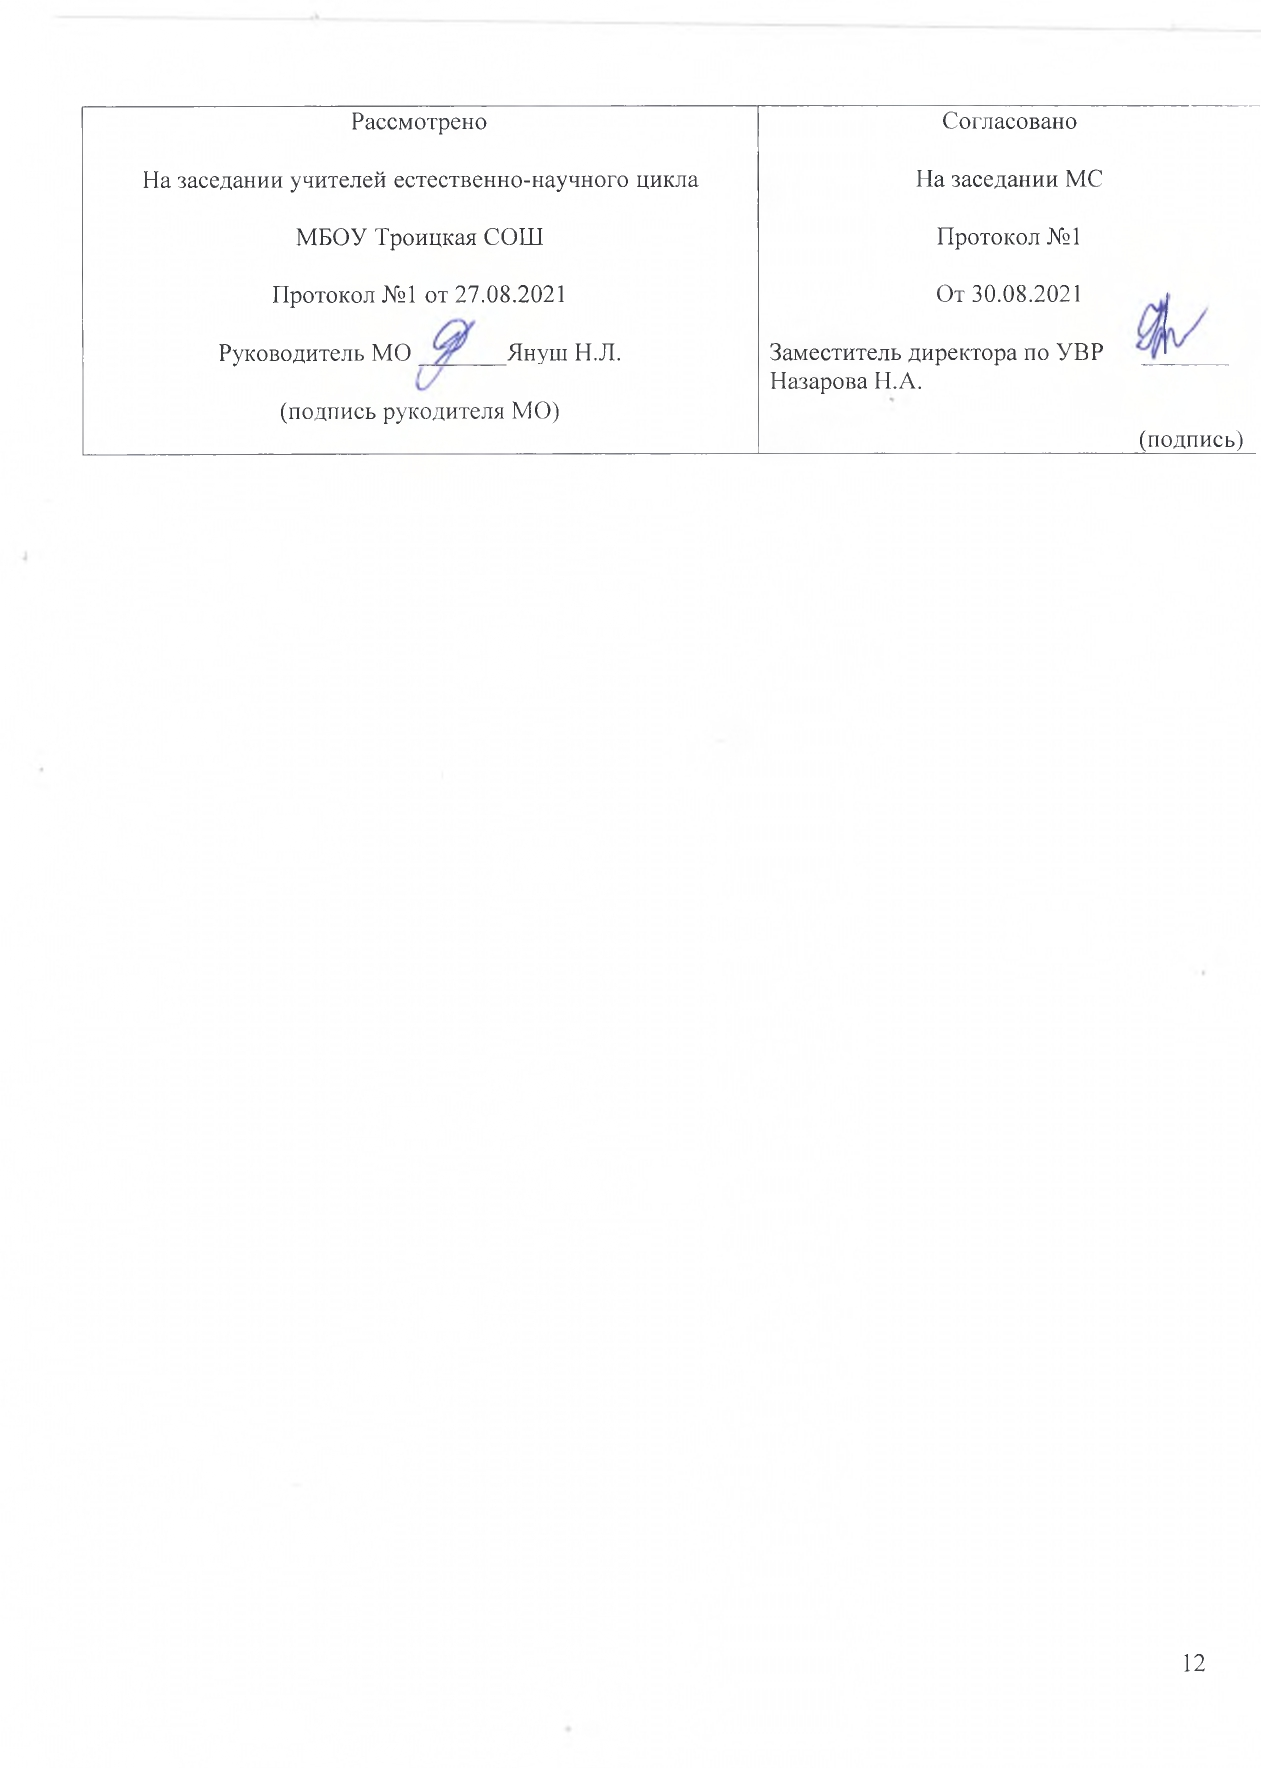 Рассмотрено
На заседании учителей естественно-научного цикла
МБОУ Троицкая СОШ
Протокол №1 от 27.08.2021
Руководитель МО _______Януш Н.Л.
(подпись рукодителя МО)
Согласовано
На заседании МС
Протокол №1
От 30.08.2021
Заместитель директора по УВР _______
Назарова Н.А.
(подпись)
12